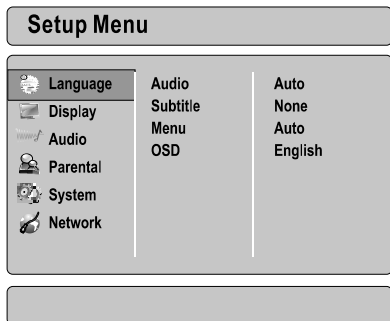 Setup Menu
Language
Display
Audio
Parental
System
Network
Audio Auto
Subtitle None
Menu Auto
OSD English